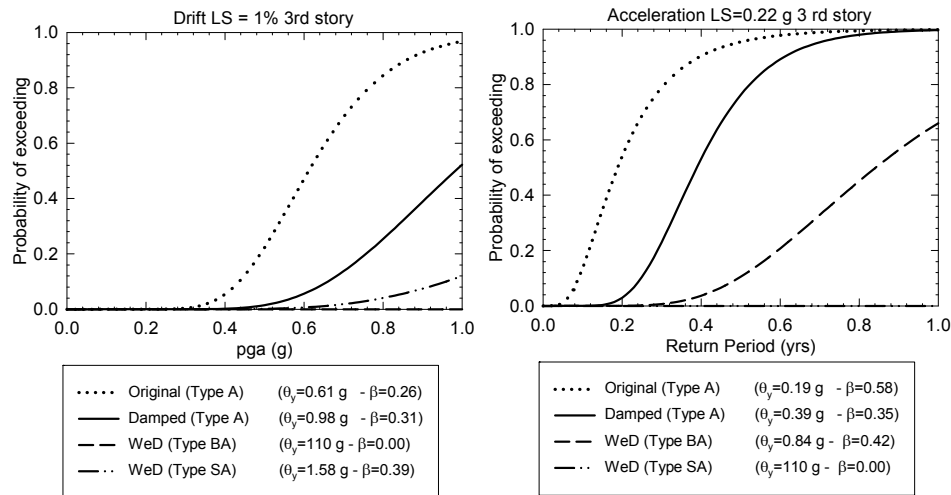 Drift LS = 1% 3rd story
Probability of exceeding
1.0
0.8
0.6
0.4
0.2
0.0
0.0 0.2 0.4 0.6 0.8 1.0
pga (g)
Original (Type A) (θy=0.61 g - β=0.26)
Damped (Type A) (θy=0.98 g - β=0.31)
WeD (Type BA) (θy=110 g - β=0.00)
WeD (Type SA) (θy=1.58 g - β=0.39)
Acceleration LS=0.22 g 3 rd story
Probability of exceeding
1.0
0.8
0.6
0.4
0.2
0.0
0.0 0.2 0.4 0.6 0.8 1.0
Return Period (yrs)
Original (Type A) (θy=0.19 g - β=0.58)
Damped (Type A) (θy=0.39 g - β=0.35)
WeD (Type BA) (θy=0.84 g - β=0.42)
WeD (Type SA) (θy=110 g - β=0.00)